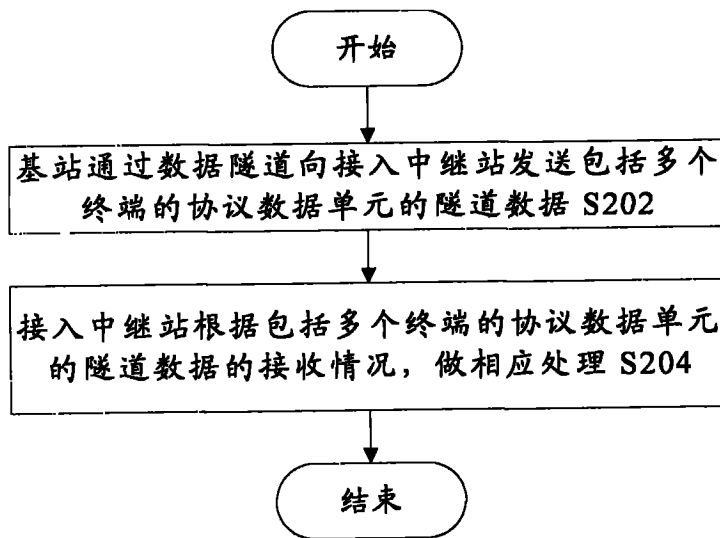 开始
基站通过数据隧道向接入中继站发送包括多个
终端的协议数据单元的隧道数据 S202
接入中继站根据包括多个终端的协议数据单元
的隧道数据的接收情况，做相应处理 S204
结束